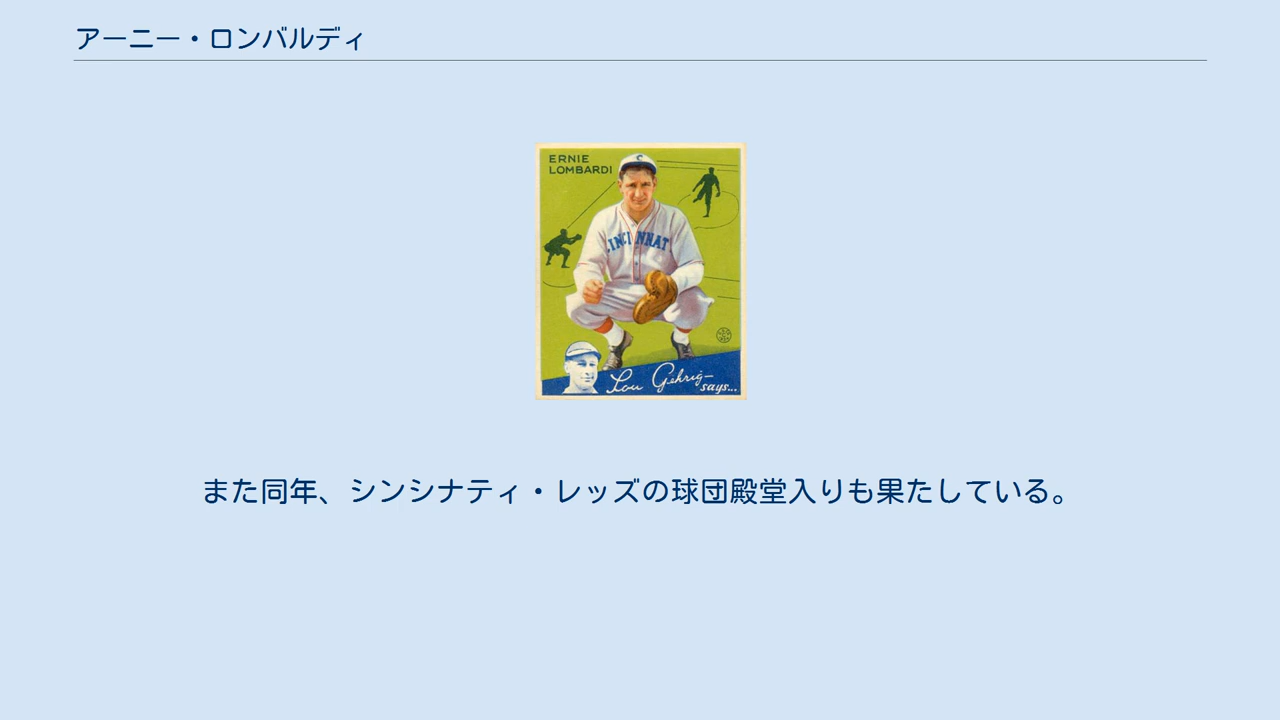 アーニー・ロンバルディ
ERNIE
LOMBARDI
C
CINCINNATI
Lou Gehrig—
says...
また同年、シンシナティ・レッズの球団殿堂入りも果たしている。